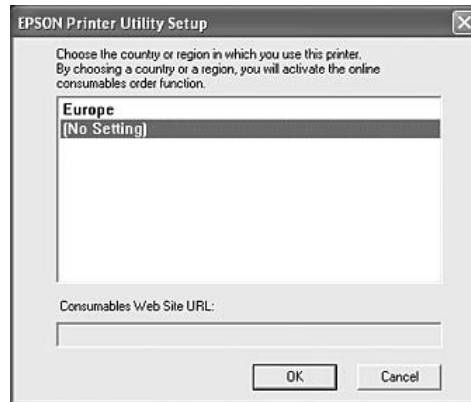 EPSON Printer Utility Setup
Choose the country or region in which you use this printer.
By choosing a country or a region, you will activate the online
consumables order function.
Europe
(No Setting)
Consumables Web Site URL:
OK
Cancel